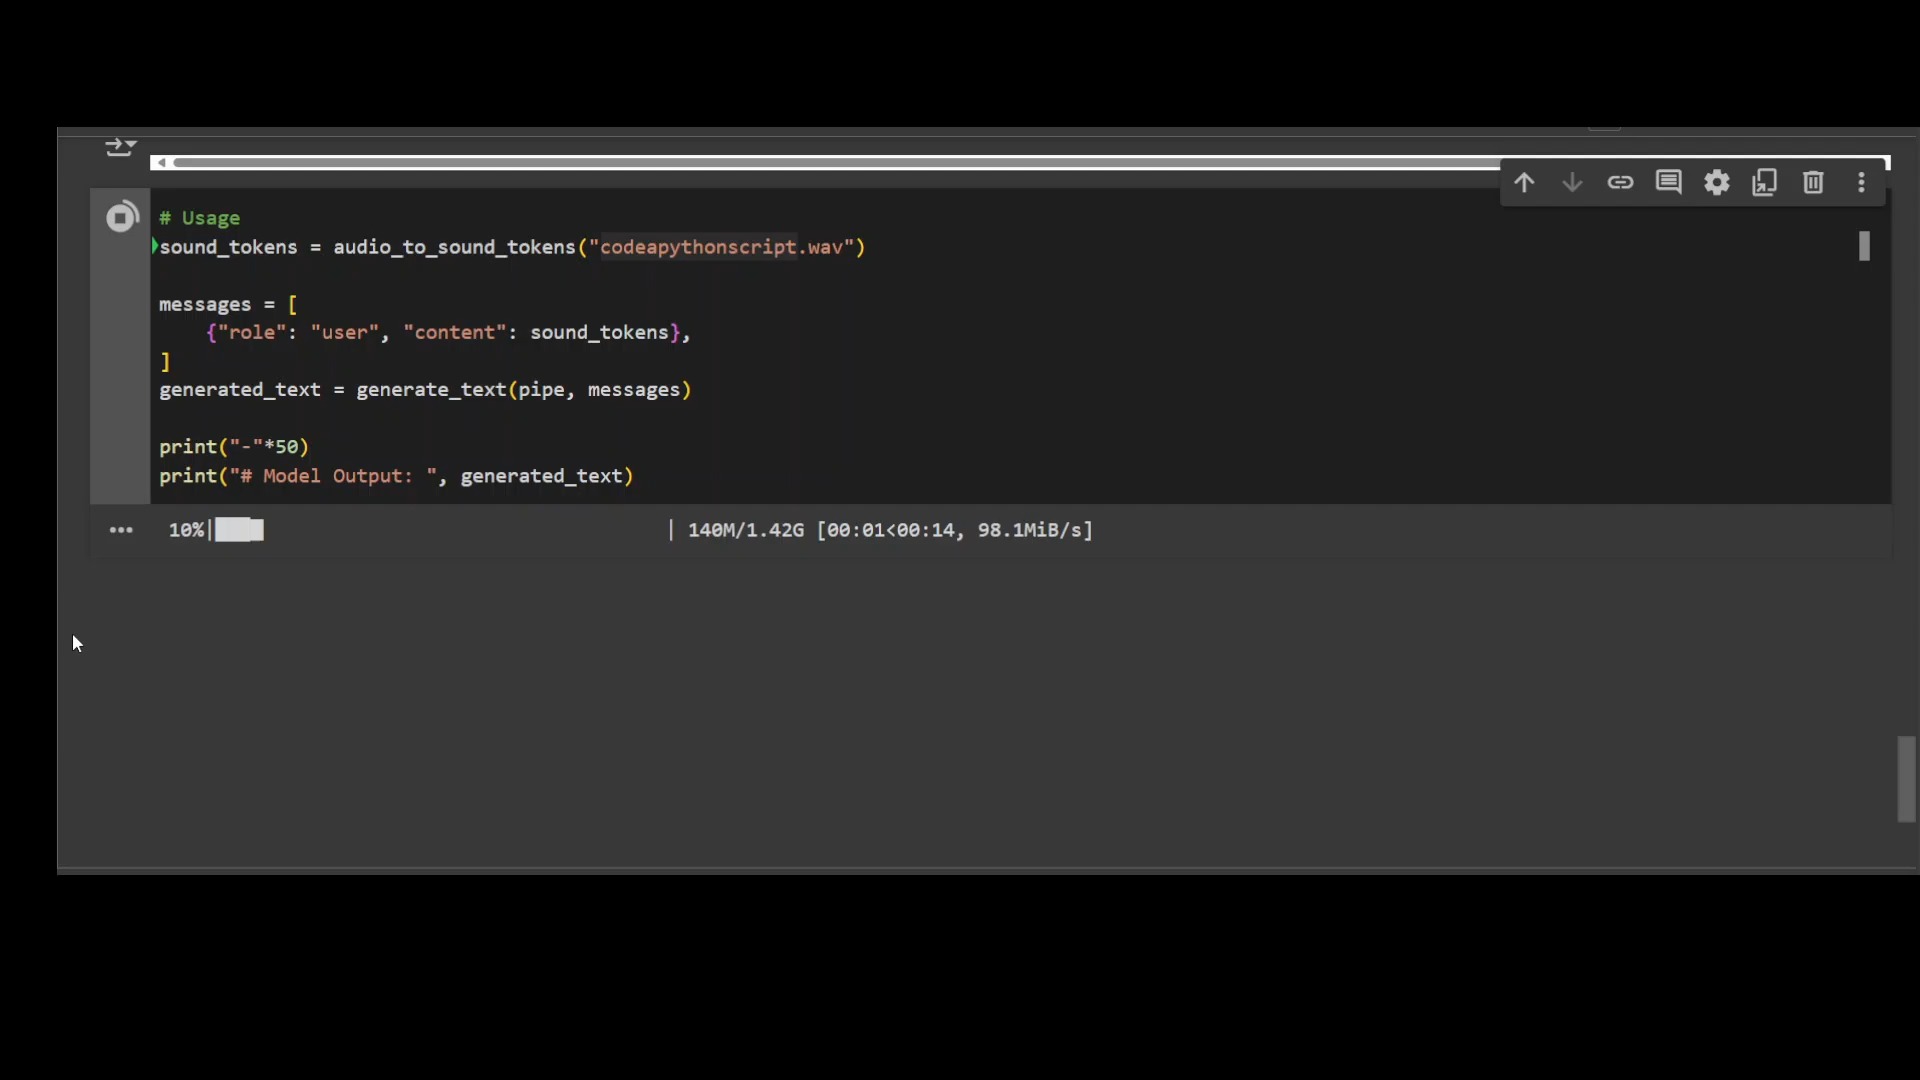 # Usage
sound_tokens = audio_to_sound_tokens("codeapythonscript.wav")
messages = [
{"role": "user", "content": sound_tokens},
]
generated_text = generate_text(pipe, messages)
print("-"*50)
print("# Model Output: ", generated_text)
10%| | 140M/1.42G [00:01<00:14, 98.1MiB/s]